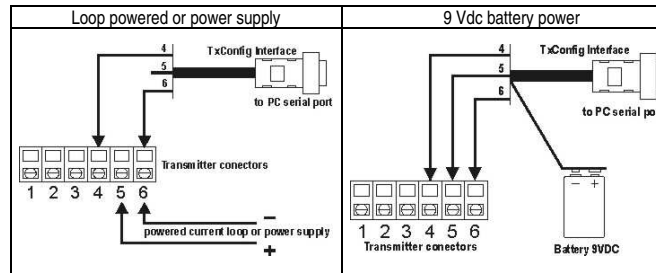 Loop powered or power supply
4
TxConfig Interface
5
6
to PC serial port
Transmitter conectors
1 2 3 4 5 6
−
powered current loop or power supply
+
9 Vdc battery power
4
TxConfig Interface
5
6
to PC serial po
− +
1 2 3 4 5 6
Transmitter conectors
Battery 9VDC